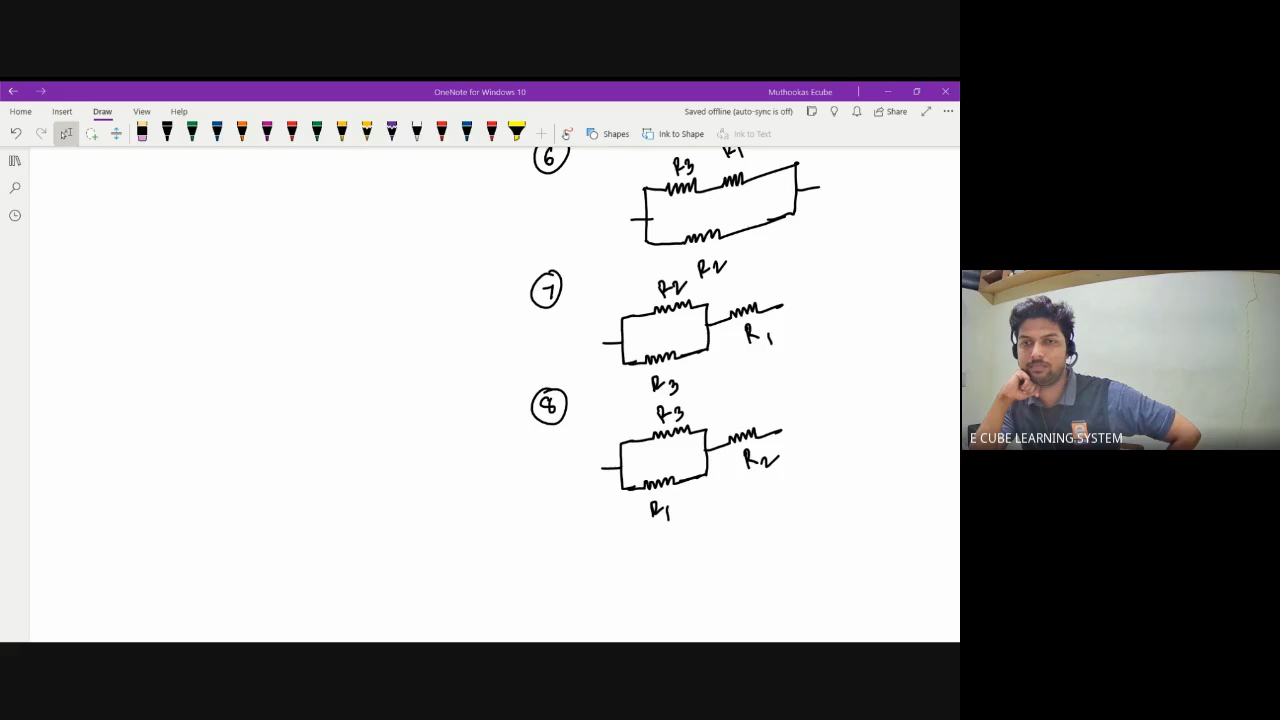 OneNote for Windows 10
Muthookas Ecube
Home
Insert
Draw
View
Help
Saved offline (auto-sync is off)
Share
Shapes
Ink to Shape
Ink to Text
6
R3
R1
R2
7
R2
R1
R3
8
R3
R2
R1
E CUBE LEARNING SYSTEM